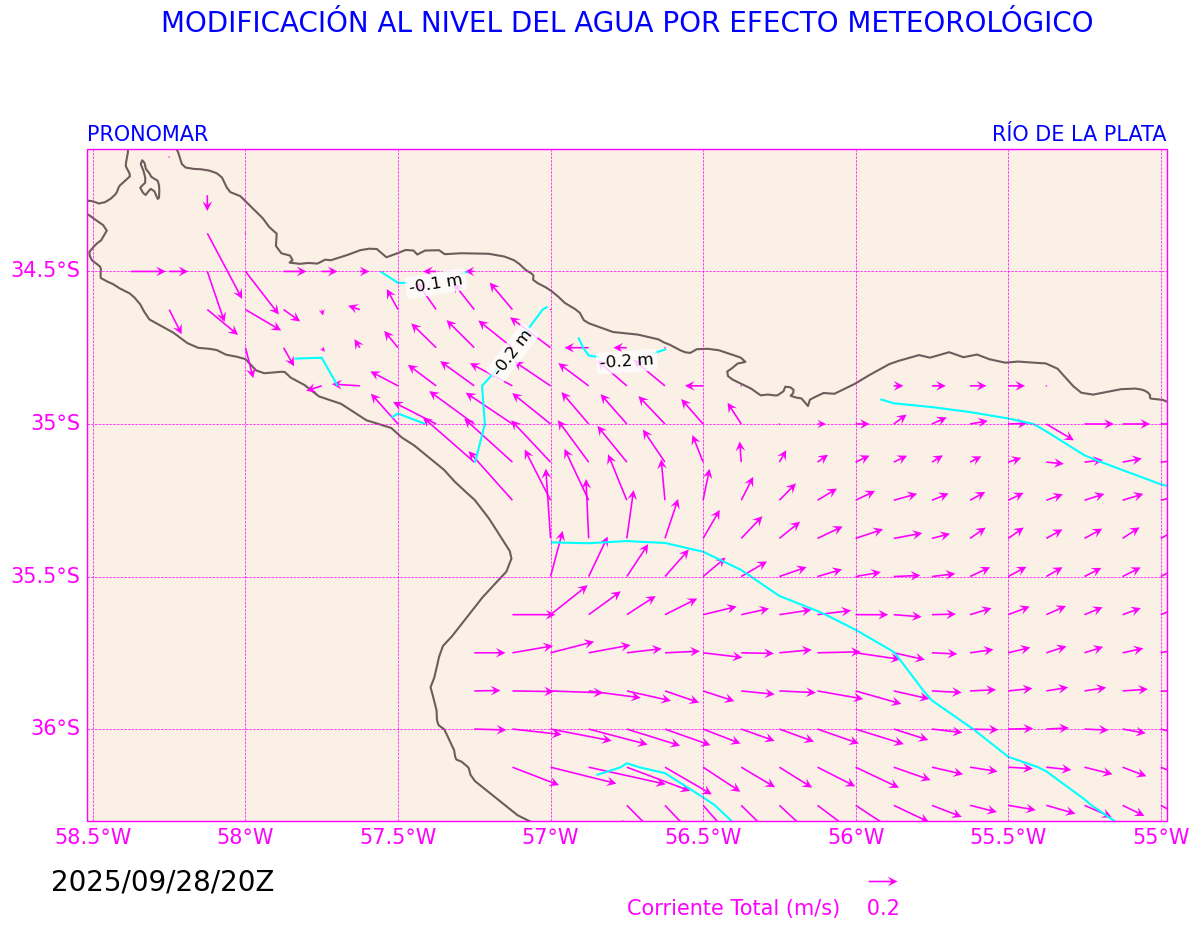 MODIFICACIÓN AL NIVEL DEL AGUA POR EFECTO METEOROLÓGICO
PRONOMAR
RÍO DE LA PLATA
34.5°S
35°S
35.5°S
36°S
-0.1 m
-0.2 m
-0.2 m
58.5°W
58°W
57.5°W
57°W
56.5°W
56°W
55.5°W
55°W
2025/09/28/20Z
Corriente Total (m/s)
0.2